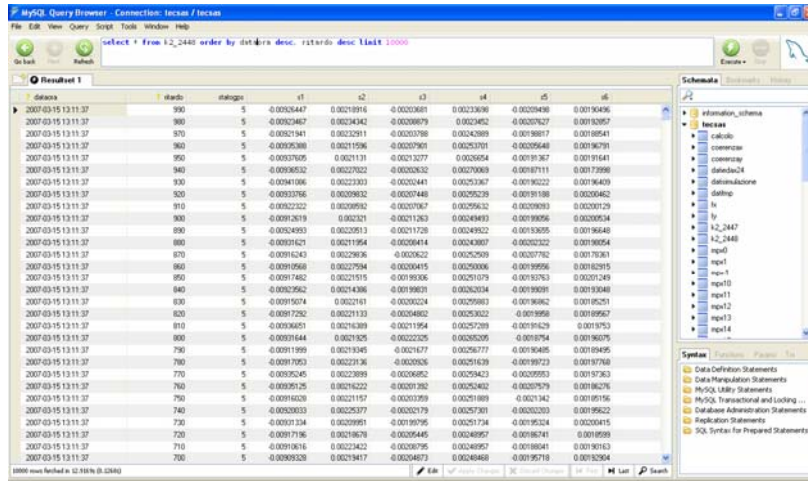 MySQL Query Browser - Connection: tecsas / tecsas
File Edit View Query Script Tools Window Help
select * from k2_2448 order by dataora desc, ritardo desc limit 10000
Go back Next Refresh Execute Stop
Resultset 1
Schemata Bookmarks History
dataora ritardo statogps s1 s2 s3 s4 s5 s6
2007-03-15 13:11:37 990 5 -0.00926447 0.00218916 -0.00203681 0.00233698 -0.00209498 0.00190496
2007-03-15 13:11:37 980 5 -0.00923467 0.00234342 -0.00208879 0.0023452 -0.00207627 0.00192857
2007-03-15 13:11:37 970 5 -0.00921941 0.00232911 -0.00203788 0.00242889 -0.00198817 0.00188541
2007-03-15 13:11:37 960 5 -0.00935388 0.00211596 -0.00207901 0.00253701 -0.00205648 0.00196791
2007-03-15 13:11:37 950 5 -0.00937605 0.0021131 -0.00213277 0.0026654 -0.00191367 0.00191641
2007-03-15 13:11:37 940 5 -0.00936532 0.00227022 -0.00202632 0.00270069 -0.00187111 0.00173998
2007-03-15 13:11:37 930 5 -0.00941086 0.00223303 -0.00202441 0.00253367 -0.00190222 0.00196409
2007-03-15 13:11:37 920 5 -0.00933766 0.00209832 -0.00207448 0.00255239 -0.00191188 0.00200462
2007-03-15 13:11:37 910 5 -0.00922322 0.00208592 -0.00207067 0.00255632 -0.00209093 0.00200129
2007-03-15 13:11:37 900 5 -0.00912619 0.002321 -0.00211263 0.00249493 -0.00199056 0.00200534
2007-03-15 13:11:37 890 5 -0.00924993 0.00220513 -0.00211728 0.00249922 -0.00193655 0.00196648
2007-03-15 13:11:37 880 5 -0.00931621 0.00211954 -0.00208414 0.00243807 -0.00202322 0.00198054
2007-03-15 13:11:37 870 5 -0.00916243 0.00229836 -0.0020622 0.00252509 -0.00207782 0.00178361
2007-03-15 13:11:37 860 5 -0.00910568 0.00227594 -0.00200415 0.00250006 -0.00199556 0.00182915
2007-03-15 13:11:37 850 5 -0.00917482 0.00221515 -0.00199306 0.00251079 -0.00193763 0.00201249
2007-03-15 13:11:37 840 5 -0.00923562 0.00214386 -0.00199831 0.00262034 -0.00199091 0.00193048
2007-03-15 13:11:37 830 5 -0.00915074 0.0022161 -0.00200224 0.00255883 -0.00196862 0.00185251
2007-03-15 13:11:37 820 5 -0.00917292 0.00221133 -0.00204802 0.00253022 -0.0019958 0.00189567
2007-03-15 13:11:37 810 5 -0.00936651 0.00216389 -0.00211954 0.00257289 -0.00191629 0.0019753
2007-03-15 13:11:37 800 5 -0.00931644 0.0021925 -0.00222325 0.00265205 -0.0018754 0.00196075
2007-03-15 13:11:37 790 5 -0.00911999 0.00219345 -0.0021677 0.00256777 -0.00190485 0.00189495
2007-03-15 13:11:37 780 5 -0.00917053 0.00223136 -0.0020926 0.00251639 -0.00199723 0.00197768
2007-03-15 13:11:37 770 5 -0.00935245 0.00223899 -0.00206852 0.00259423 -0.00205553 0.00197363
2007-03-15 13:11:37 760 5 -0.00935125 0.00216222 -0.00201392 0.00252402 -0.00207579 0.00186276
2007-03-15 13:11:37 750 5 -0.00916028 0.00221157 -0.00203359 0.00251889 -0.0021342 0.00185156
2007-03-15 13:11:37 740 5 -0.00920033 0.00225377 -0.00202179 0.00257301 -0.00202203 0.00195622
2007-03-15 13:11:37 730 5 -0.00931334 0.00209951 -0.00199795 0.00251734 -0.00195324 0.00200415
2007-03-15 13:11:37 720 5 -0.00917196 0.00218678 -0.00205445 0.00248957 -0.00186741 0.0018599
2007-03-15 13:11:37 710 5 -0.00910616 0.00223422 -0.00208795 0.00248957 -0.00188041 0.00190163
2007-03-15 13:11:37 700 5 -0.00909328 0.00219417 -0.00204873 0.00248468 -0.00195718 0.00192904
information_schema
tecsas
calcolo
coerenzax
coerenzay
datiedax24
datisimulazione
datitmp
fx
fy
k2_2447
k2_2448
mpx0
mpx1
mpx-1
mpx10
mpx11
mpx12
mpx13
mpx14
Syntax Functions Params Trx
Data Definition Statements
Data Manipulation Statements
MySQL Utility Statements
MySQL Transactional and Locking ...
Database Administration Statements
Replication Statements
SQL Syntax for Prepared Statements
10000 rows fetched in 12.9169s (0.1268s) Edit Apply Changes Discard Changes First Last Search